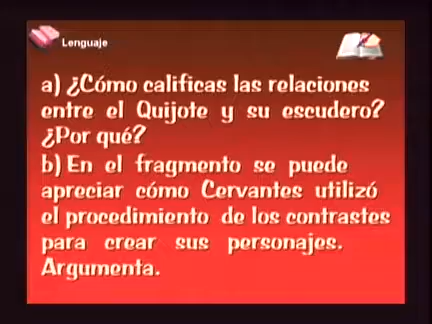 Lenguaje
a) ¿Cómo calificas las relaciones
entre el Quijote y su escudero?
¿Por qué?
b) En el fragmento se puede
apreciar cómo Cervantes utilizó
el procedimiento de los contrastes
para crear sus personajes.
Argumenta.